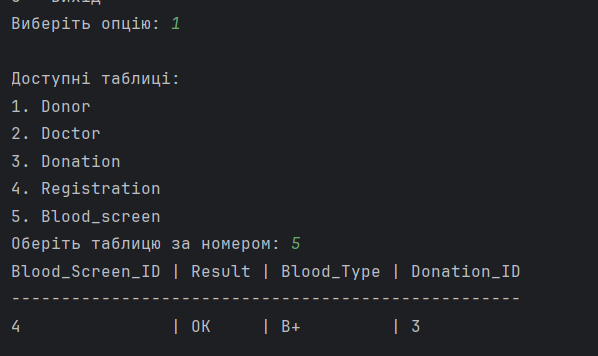 Виберіть опцію: 1
Доступні таблиці:
1. Donor
2. Doctor
3. Donation
4. Registration
5. Blood_screen
Оберіть таблицю за номером: 5
Blood_Screen_ID | Result | Blood_Type | Donation_ID
---------------------------------------------------
4               | OK     | B+         | 3